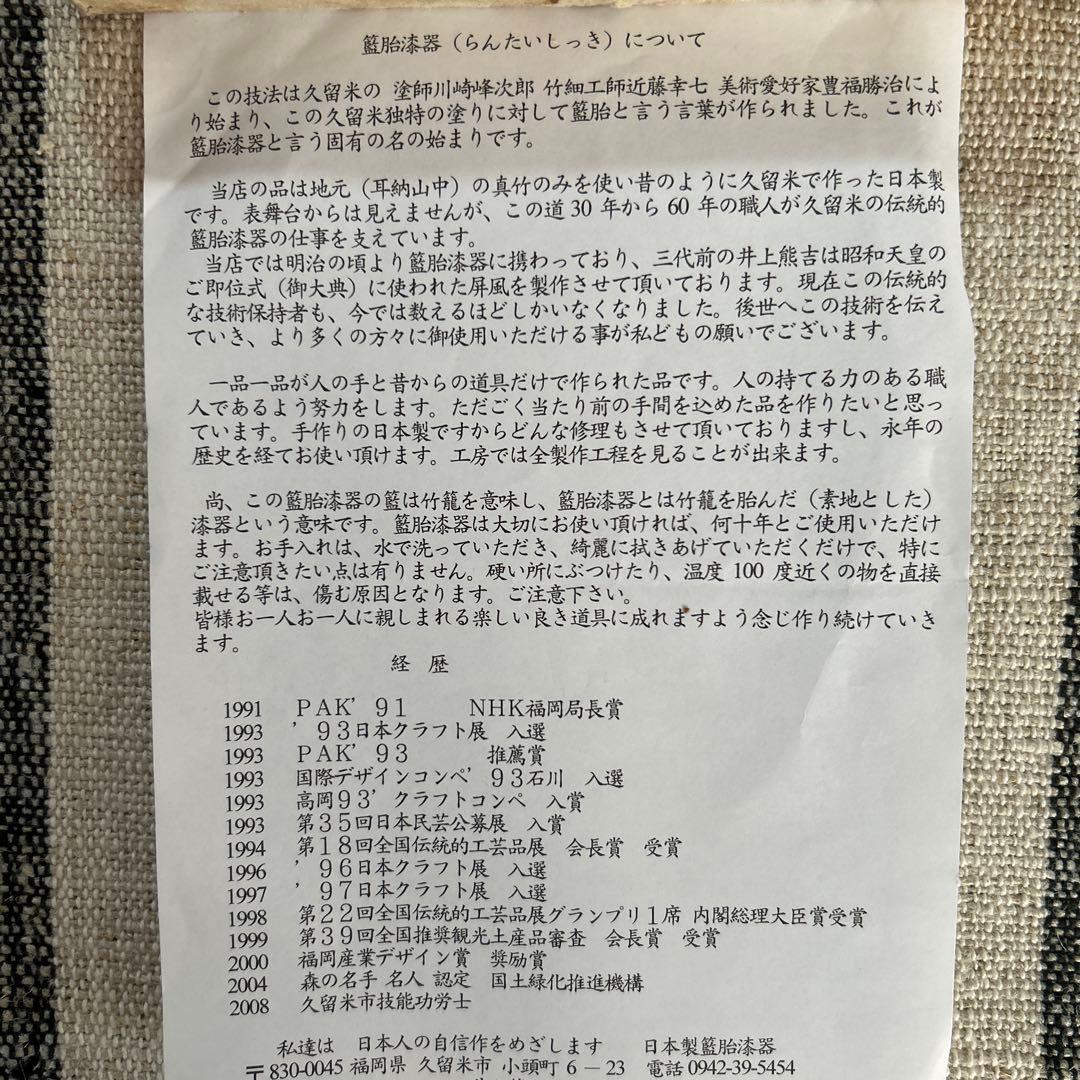 籃胎漆器（らんたいしっき）について
この技法は久留米の 塗師川崎峰次郎 竹細工師近藤幸七 美術愛好家豊福勝治によ
り始まり、この久留米独特の塗りに対して籃胎と言う言葉が作られました。これが
籃胎漆器と言う固有の名の始まりです。
当店の品は地元（耳納山中）の真竹のみを使い昔のように久留米で作った日本製
です。表舞台からは見えませんが、この道 30 年から 60 年の職人が久留米の伝統的
籃胎漆器の仕事を支えています。
当店では明治の頃より籃胎漆器に携わっており、三代前の井上熊吉は昭和天皇の
ご即位式（御大典）に使われた屏風を製作させて頂いております。現在この伝統的
な技術保持者も、今では数えるほどしかいなくなりました。後世へこの技術を伝え
ていき、より多くの方々に御使用いただける事が私どもの願いでございます。
一品一品が人の手と昔からの道具だけで作られた品です。人の持てる力のある職
人であるよう努力をします。ただごく当たり前の手間を込めた品を作りたいと思っ
ています。手作りの日本製ですからどんな修理もさせて頂いておりますし、永年の
歴史を経てお使い頂けます。工房では全製作工程を見ることが出来ます。
尚、この籃胎漆器の籃は竹籠を意味し、籃胎漆器とは竹籠を胎んだ（素地とした）
漆器という意味です。籃胎漆器は大切にお使い頂ければ、何十年とご使用いただけ
ます。お手入れは、水で洗っていただき、綺麗に拭きあげていただくだけで、特に
ご注意頂きたい点は有りません。硬い所にぶつけたり、温度 100 度近くの物を直接
載せる等は、傷む原因となります。ご注意下さい。
皆様お一人お一人に親しまれる楽しい良き道具に成れますよう念じ作り続けていき
ます。
経 歴
1991 ＰＡＫ’９１ ＮＨＫ福岡局長賞
1993 ’９３日本クラフト展 入選
1993 ＰＡＫ’９３ 推薦賞
1993 国際デザインコンペ’９３石川 入選
1993 高岡９３’クラフトコンペ 入賞
1993 第３５回日本民芸公募展 入賞
1994 第１８回全国伝統的工芸品展 会長賞 受賞
1996 ’９６日本クラフト展 入選
1997 ’９７日本クラフト展 入選
1998 第２２回全国伝統的工芸品展グランプリ１席 内閣総理大臣賞受賞
1999 第３９回全国推奨観光土産品審査 会長賞 受賞
2000 福岡産業デザイン賞 奨励賞
2004 森の名手 名人 認定 国土緑化推進機構
2008 久留米市技能功労士
私達は 日本人の自信作をめざします 日本製籃胎漆器
〒830-0045 福岡県 久留米市 小頭町 6 － 23 電話 0942-39-5454